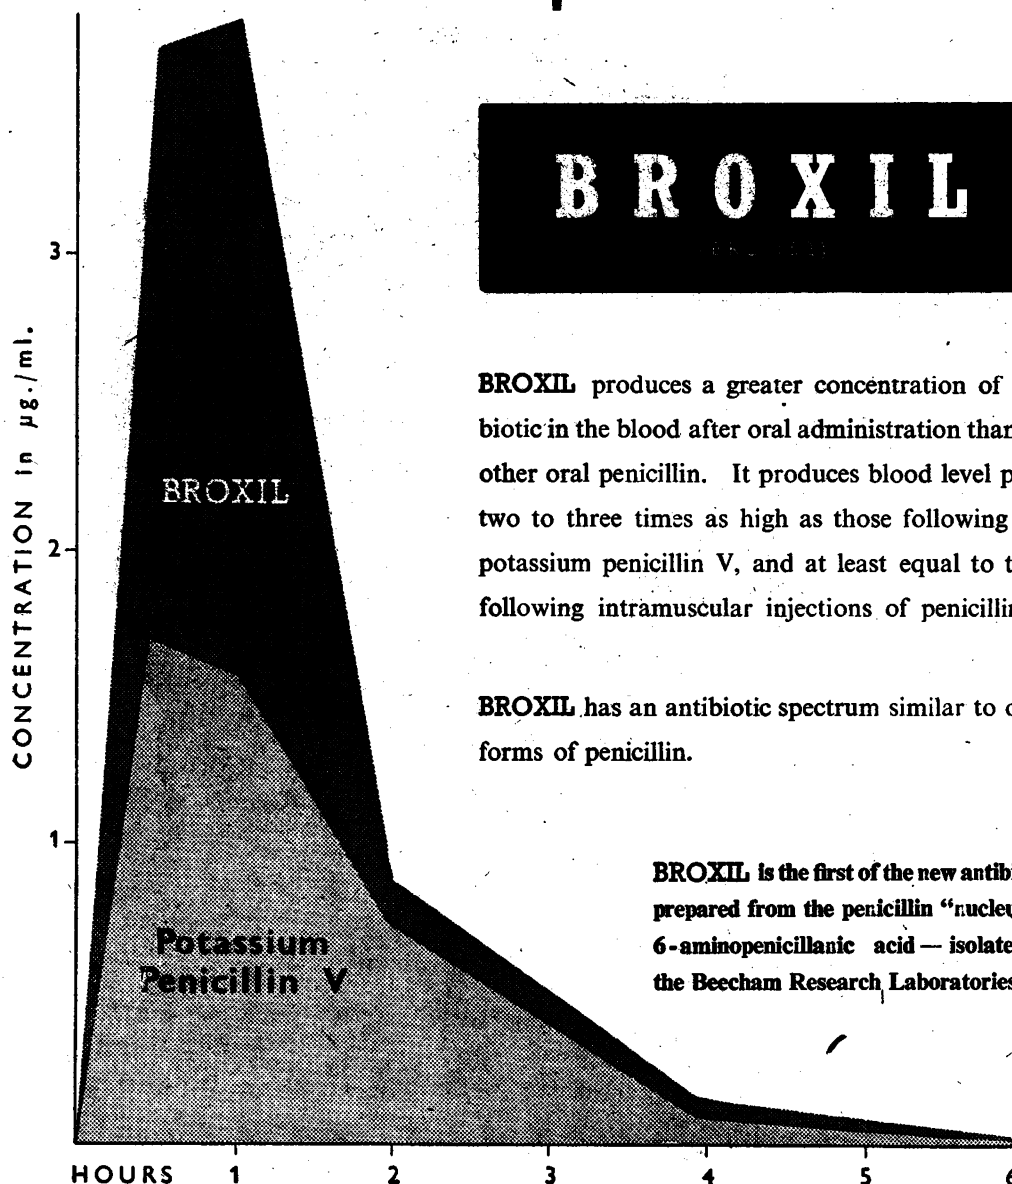 BROXIL
3
BROXIL produces a greater concentration of
biotic in the blood after oral administration than
other oral penicillin. It produces blood level p
two to three times as high as those following
potassium penicillin V, and at least equal to t
following intramuscular injections of penicillin
BROXIL has an antibiotic spectrum similar to o
forms of penicillin.
BROXIL is the first of the new antibi
prepared from the penicillin “nucleu
6-aminopenicillanic acid — isolate
the Beecham Research Laboratories
CONCENTRATION in µg./ml.
BROXIL
2
1
Potassium
Penicillin V
HOURS 1 2 3 4 5 6